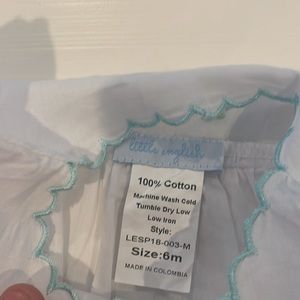 little english
100% Cotton
Machine Wash Cold
Tumble Dry Low
Low Iron
Style:
LESP18-003-M
Size:6m
MADE IN COLOMBIA